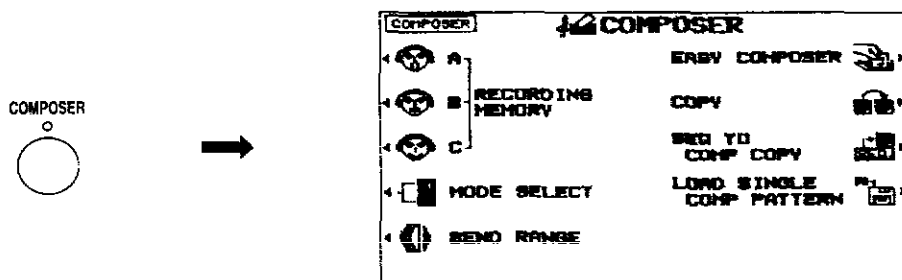 COMPOSER
COMPOSER
COMPOSER
A
B
C
RECORDING
MEMORY
MODE SELECT
BEND RANGE
EASY COMPOSER
COPY
SEQ TO
COMP COPY
LOAD SINGLE
COMP PATTERN